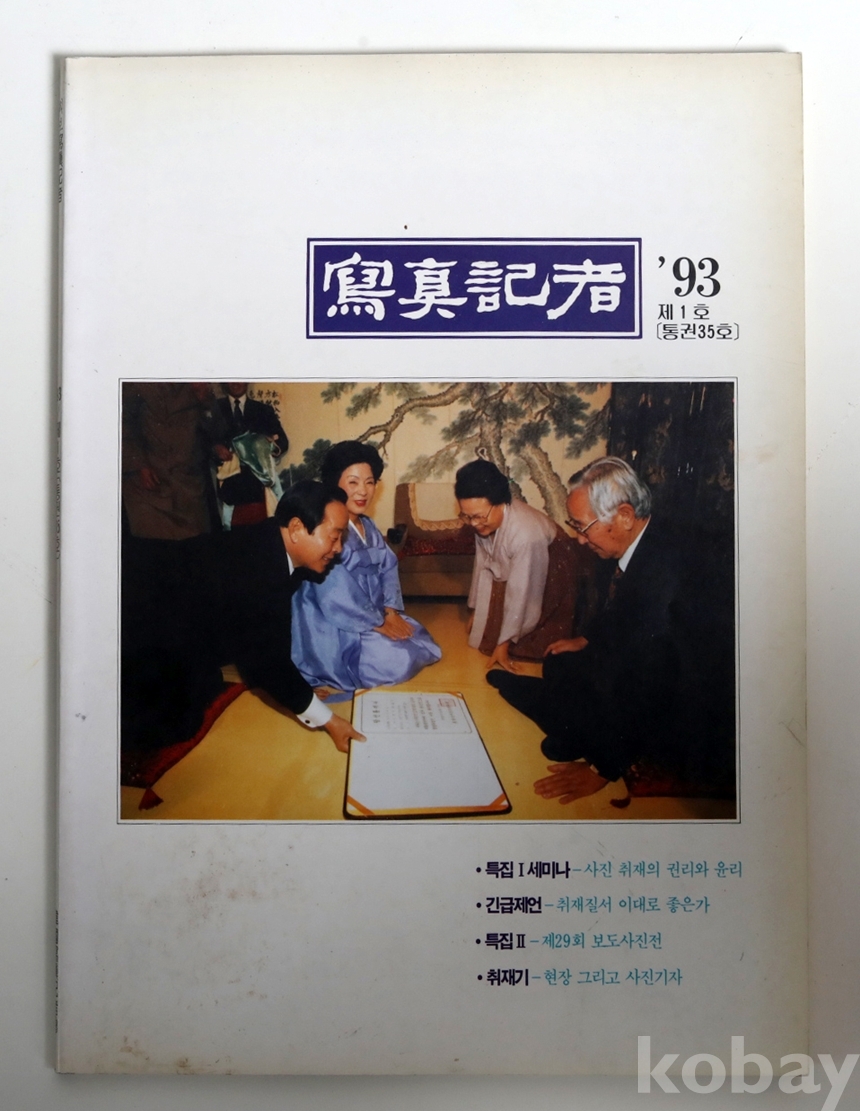 寫眞記者
’93
제1호
〔통권35호〕
• 특집 I 세미나 – 사진 취재의 권리와 윤리
• 긴급제언 – 취재질서 이대로 좋은가
• 특집 II – 제29회 보도사진전
• 취재기 – 현장 그리고 사진기자
kobay